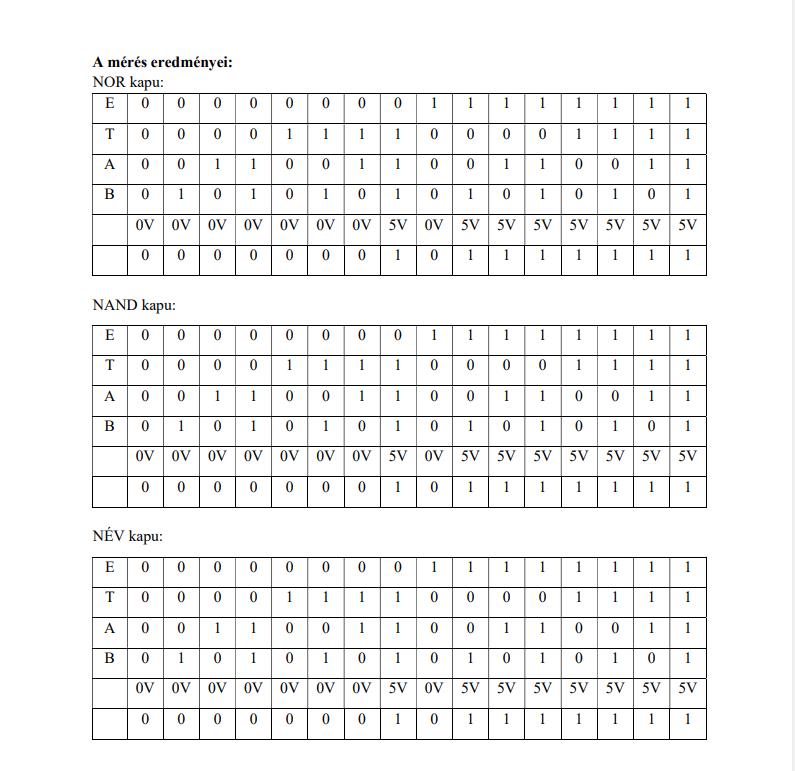 A mérés eredményei:
NOR kapu:
E 0 0 0 0 0 0 0 0 1 1 1 1 1 1 1 1
T 0 0 0 0 1 1 1 1 0 0 0 0 1 1 1 1
A 0 0 1 1 0 0 1 1 0 0 1 1 0 0 1 1
B 0 1 0 1 0 1 0 1 0 1 0 1 0 1 0 1
0V 0V 0V 0V 0V 0V 0V 5V 0V 5V 5V 5V 5V 5V 5V 5V
0 0 0 0 0 0 0 1 0 1 1 1 1 1 1 1
NAND kapu:
E 0 0 0 0 0 0 0 0 1 1 1 1 1 1 1 1
T 0 0 0 0 1 1 1 1 0 0 0 0 1 1 1 1
A 0 0 1 1 0 0 1 1 0 0 1 1 0 0 1 1
B 0 1 0 1 0 1 0 1 0 1 0 1 0 1 0 1
0V 0V 0V 0V 0V 0V 0V 5V 0V 5V 5V 5V 5V 5V 5V 5V
0 0 0 0 0 0 0 1 0 1 1 1 1 1 1 1
NÉV kapu:
E 0 0 0 0 0 0 0 0 1 1 1 1 1 1 1 1
T 0 0 0 0 1 1 1 1 0 0 0 0 1 1 1 1
A 0 0 1 1 0 0 1 1 0 0 1 1 0 0 1 1
B 0 1 0 1 0 1 0 1 0 1 0 1 0 1 0 1
0V 0V 0V 0V 0V 0V 0V 5V 0V 5V 5V 5V 5V 5V 5V 5V
0 0 0 0 0 0 0 1 0 1 1 1 1 1 1 1